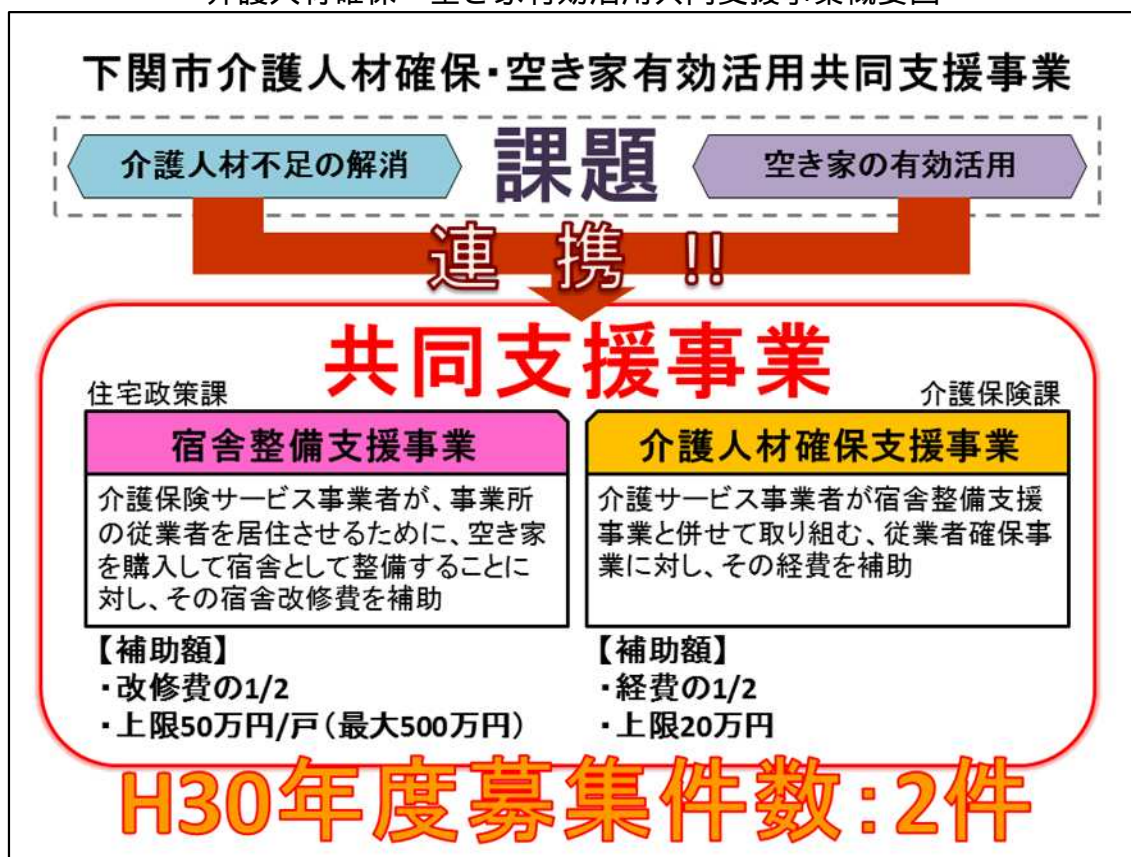 下関市介護人材確保・空き家有効活用共同支援事業
介護人材不足の解消
課題
空き家の有効活用
連 携 !!
共同支援事業
住宅政策課
宿舎整備支援事業
介護保険サービス事業者が、事業所
の従業者を居住させるために、空き家
を購入して宿舎として整備することに
対し、その宿舎改修費を補助
【補助額】
・改修費の1/2
・上限50万円/戸(最大500万円)
介護保険課
介護人材確保支援事業
介護サービス事業者が宿舎整備支援
事業と併せて取り組む、従業者確保事
業に対し、その経費を補助
【補助額】
・経費の1/2
・上限20万円
H30年度募集件数:2件